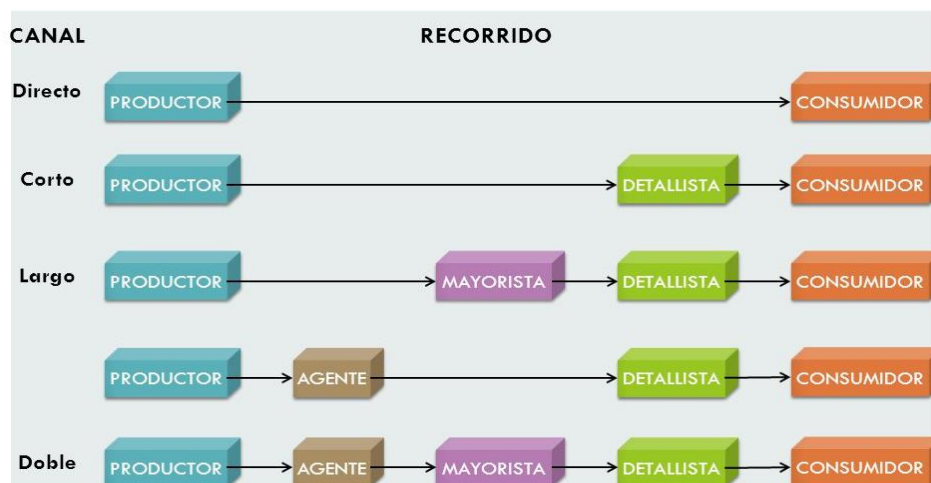 CANAL RECORRIDO
Directo PRODUCTOR CONSUMIDOR
Corto PRODUCTOR DETALLISTA CONSUMIDOR
Largo PRODUCTOR MAYORISTA DETALLISTA CONSUMIDOR
PRODUCTOR AGENTE DETALLISTA CONSUMIDOR
Doble PRODUCTOR AGENTE MAYORISTA DETALLISTA CONSUMIDOR